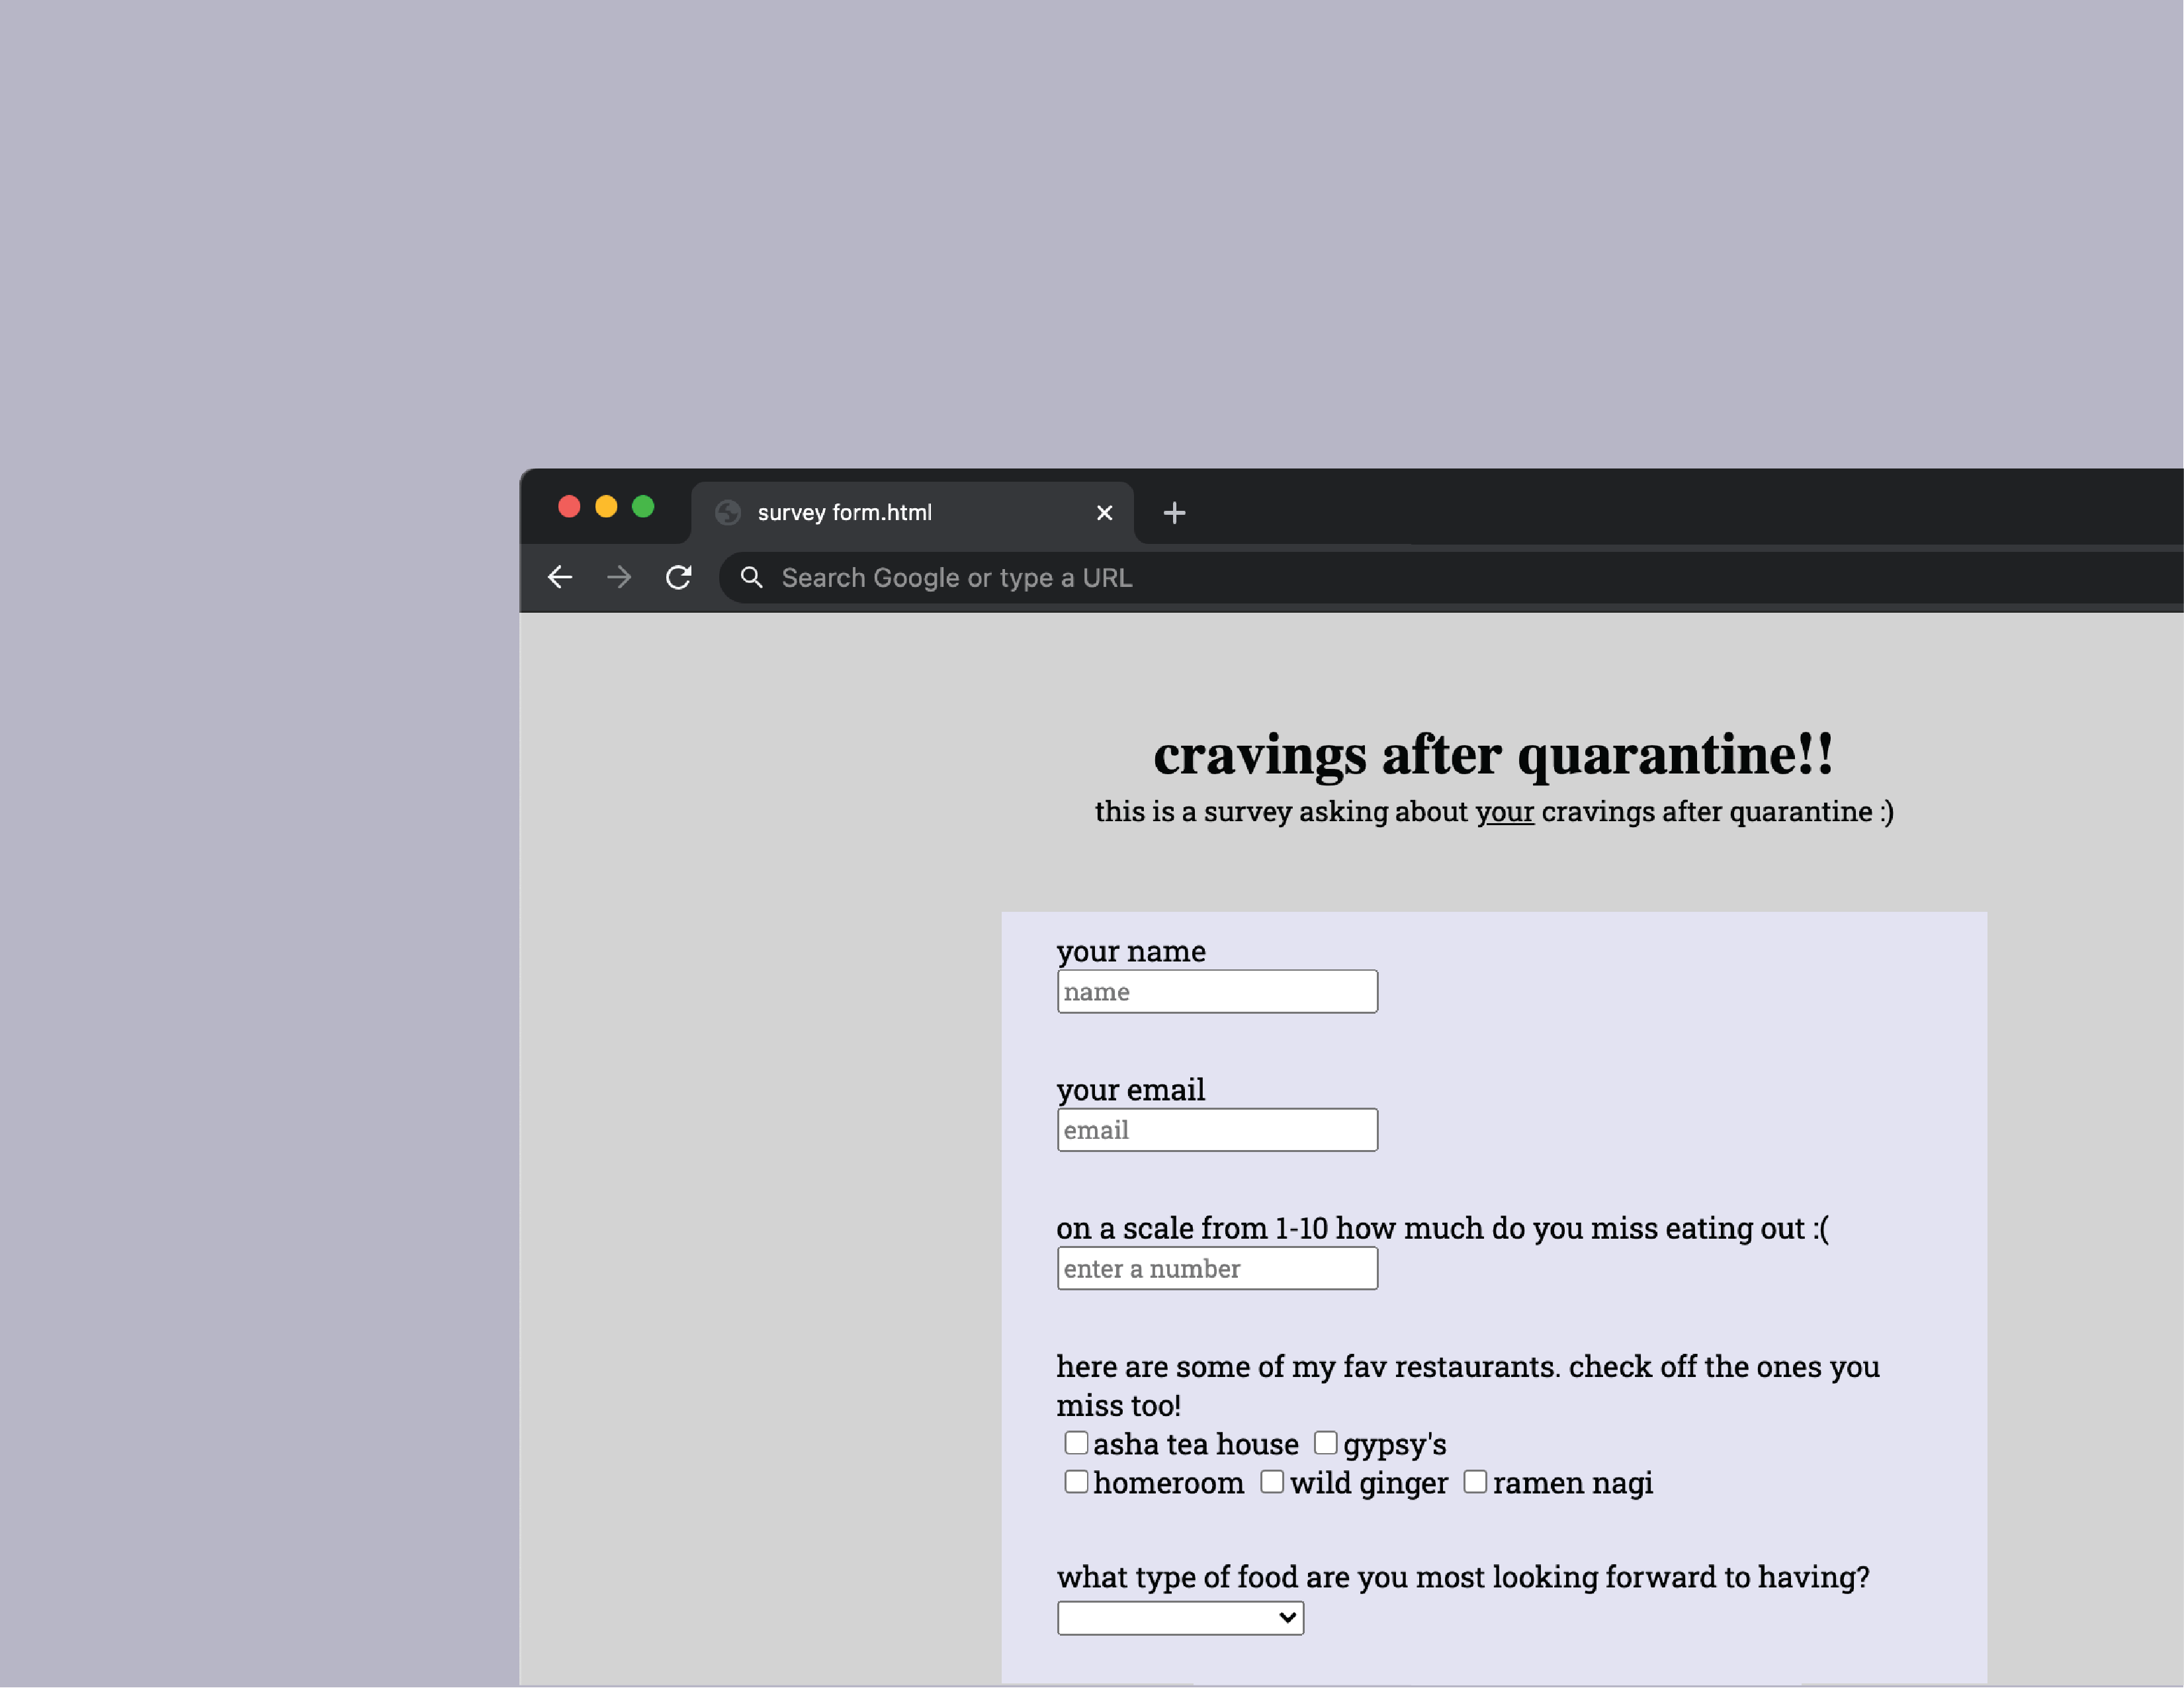 survey form.html
Search Google or type a URL
cravings after quarantine!!
this is a survey asking about your cravings after quarantine :)
your name
name
your email
email
on a scale from 1-10 how much do you miss eating out :(
enter a number
here are some of my fav restaurants. check off the ones you
miss too!
asha tea house gypsy's
homeroom wild ginger ramen nagi
what type of food are you most looking forward to having?